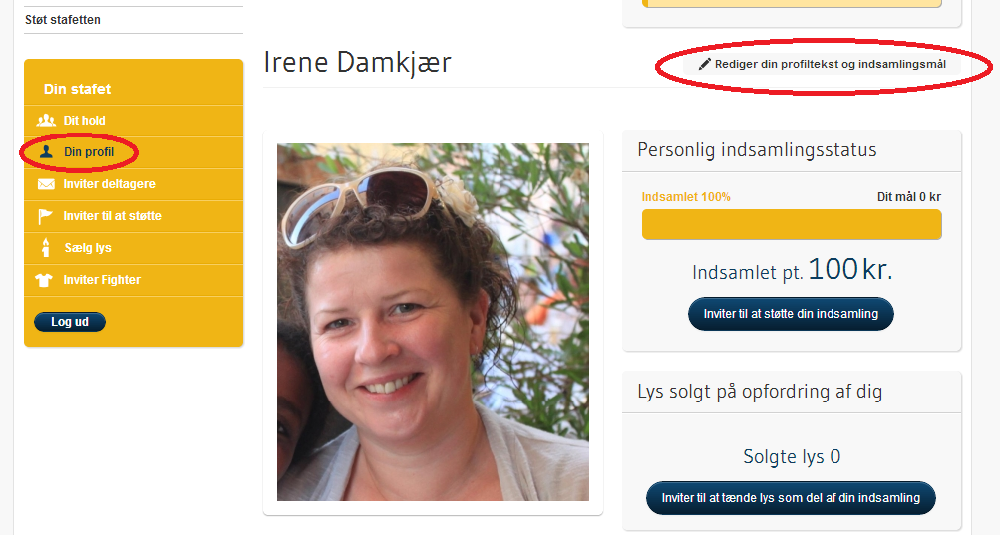 Støt stafetten
Din stafet
Dit hold
Din profil
Inviter deltagere
Inviter til at støtte
Sælg lys
Inviter Fighter
Log ud
Irene Damkjær
Rediger din profiltekst og indsamlingsmål
Personlig indsamlingsstatus
Indsamlet 100% Dit mål 0 kr
Indsamlet pt. 100 kr.
Inviter til at støtte din indsamling
Lys solgt på opfordring af dig
Solgte lys 0
Inviter til at tænde lys som del af din indsamling